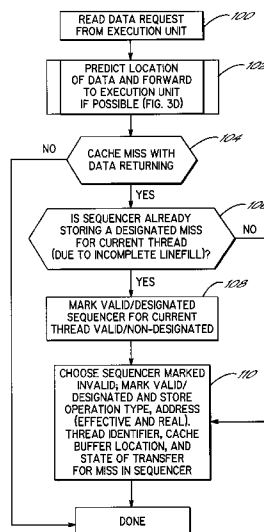 READ DATA REQUEST
FROM EXECUTION UNIT
100
PREDICT LOCATION
OF DATA AND FORWARD
TO EXECUTION UNIT
IF POSSIBLE (FIG. 3D)
102
NO
CACHE MISS WITH
DATA RETURNING
104
YES
106
IS SEQUENCER ALREADY
STORING A DESIGNATED MISS
FOR CURRENT THREAD
(DUE TO INCOMPLETE LINEFILL)?
NO
YES
108
MARK VALID/DESIGNATED
SEQUENCER FOR CURRENT
THREAD VALID/NON-DESIGNATED
110
CHOOSE SEQUENCER MARKED
INVALID; MARK VALID/
DESIGNATED AND STORE
OPERATION TYPE, ADDRESS
(EFFECTIVE AND REAL).
THREAD IDENTIFIER, CACHE
BUFFER LOCATION, AND
STATE OF TRANSFER
FOR MISS IN SEQUENCER
DONE